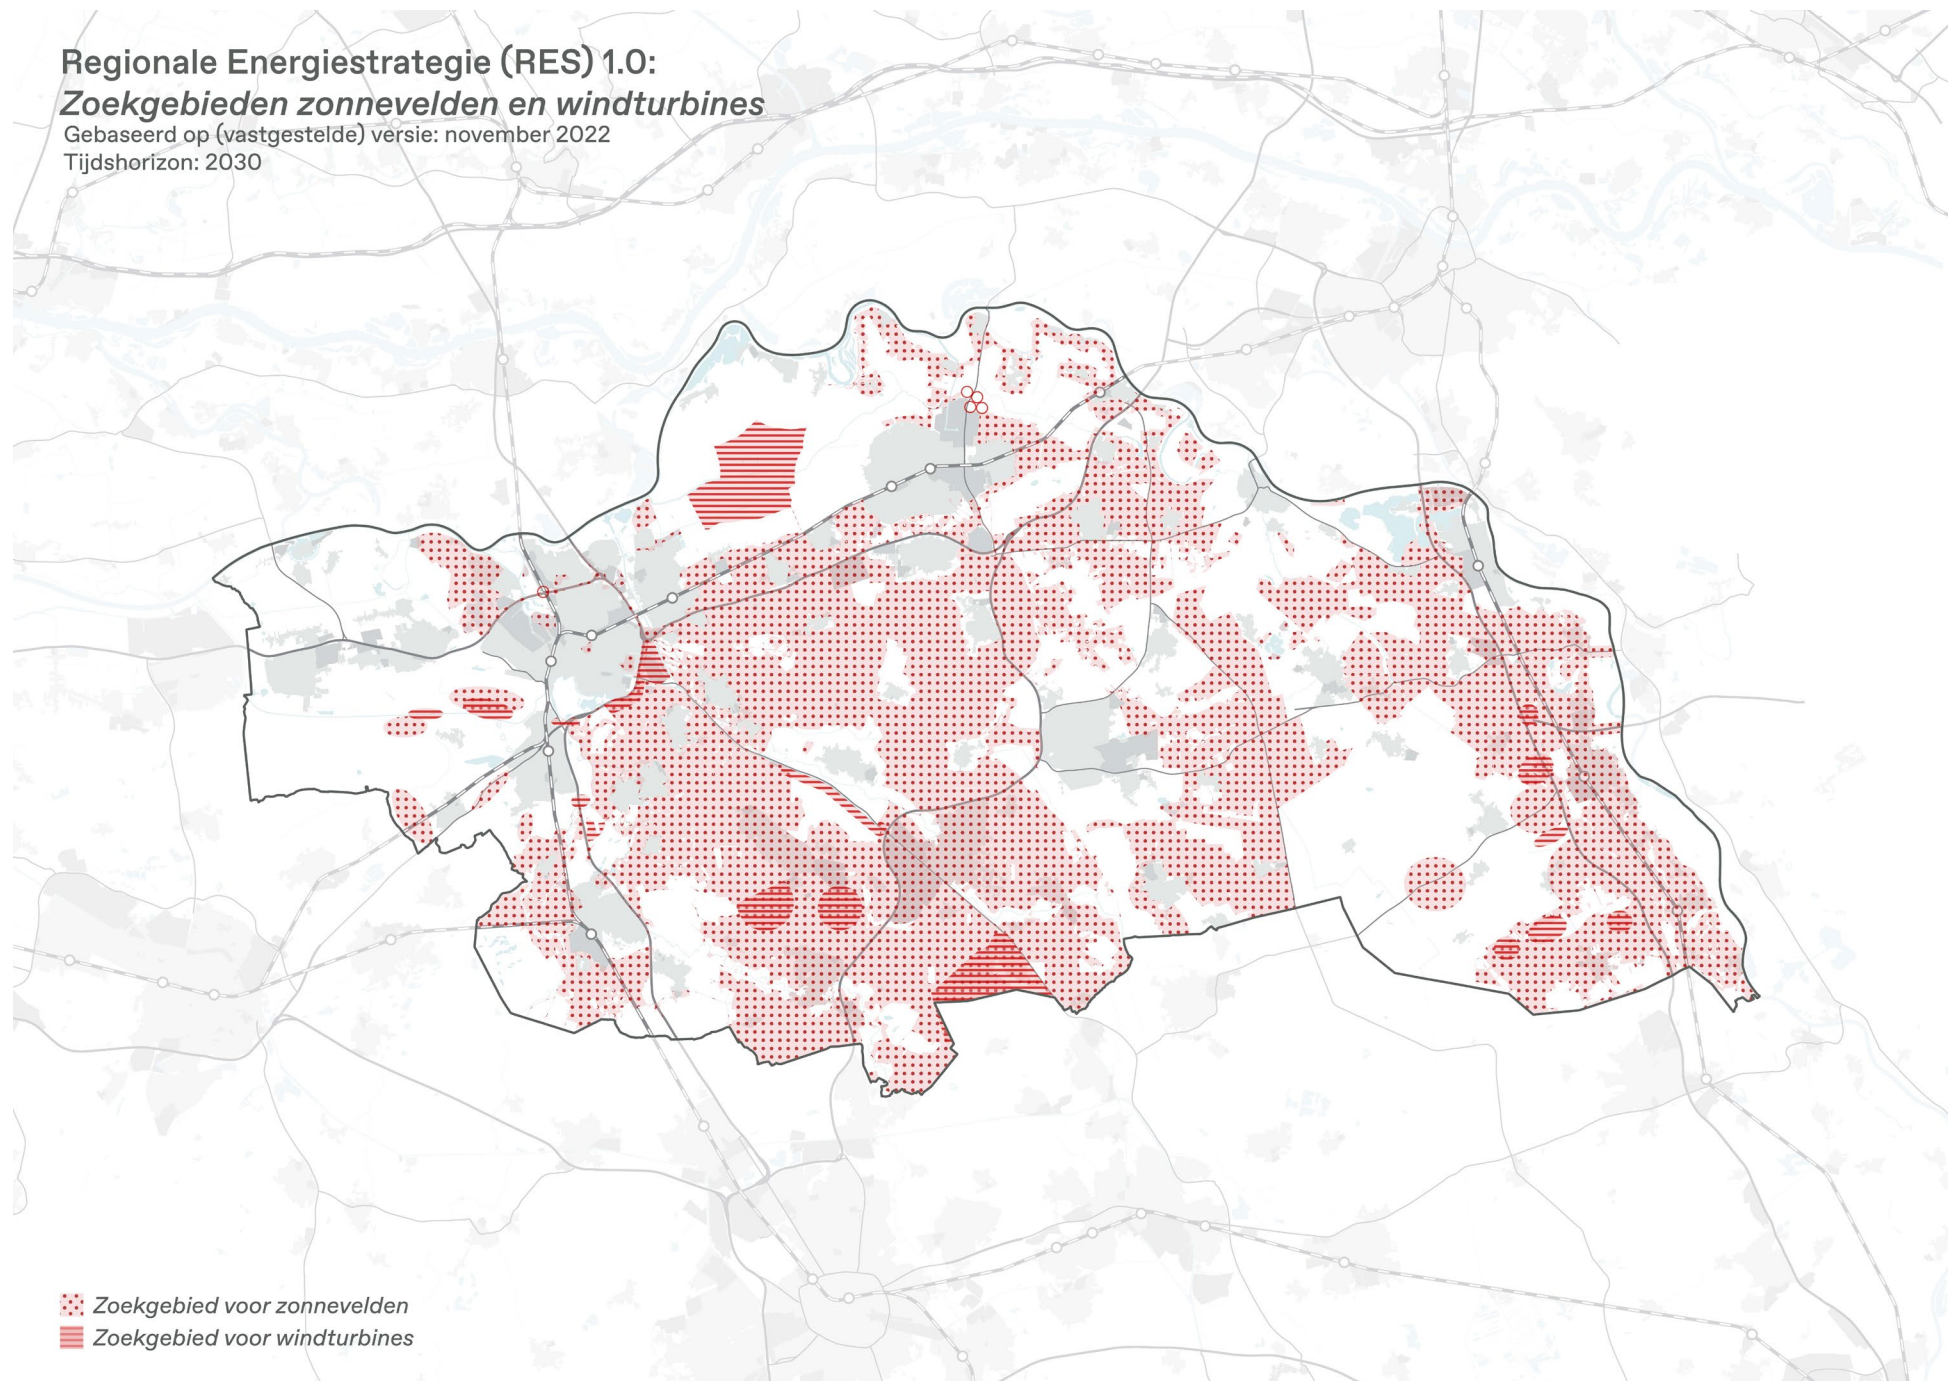 Regionale Energiestrategie (RES) 1.0:
Zoekgebieden zonnevelden en windturbines
Gebaseerd op (vastgestelde) versie: november 2022
Tijdshorizon: 2030
Zoekgebied voor zonnevelden
Zoekgebied voor windturbines